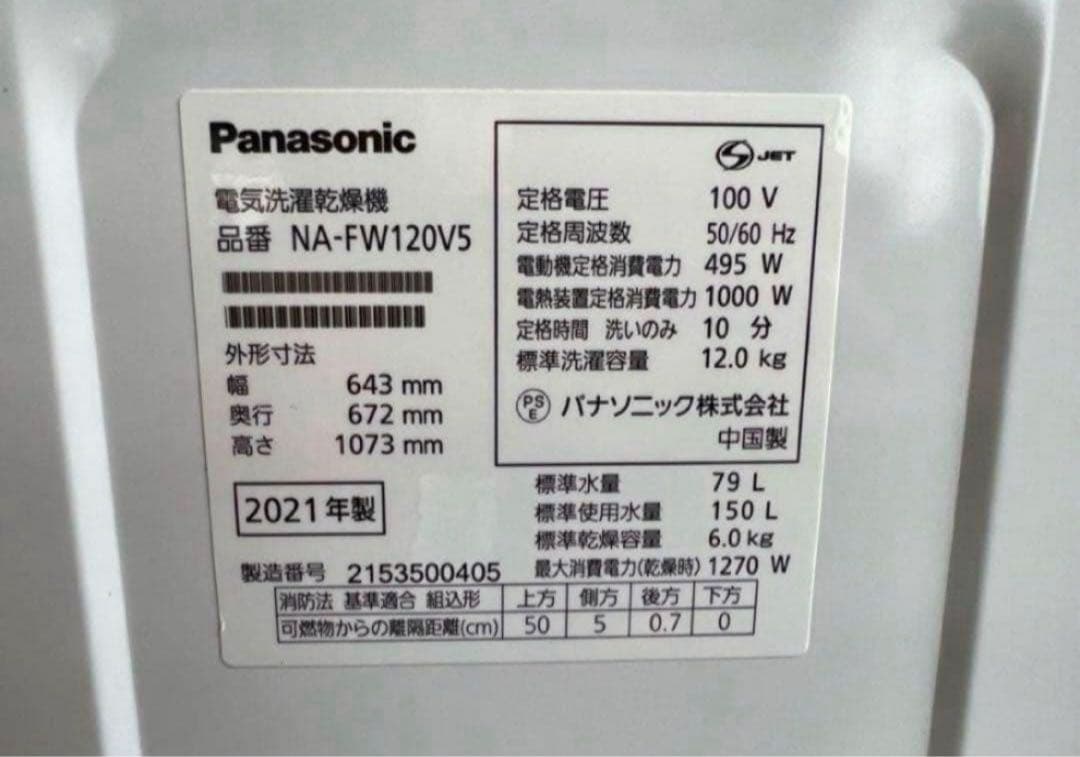 Panasonic
電気洗濯乾燥機
品番 NA-FW120V5
外形寸法
幅 643 mm
奥行 672 mm
高さ 1073 mm
2021年製
製造番号 2153500405
S JET
定格電圧 100 V
定格周波数 50/60 Hz
電動機定格消費電力 495 W
電熱装置定格消費電力 1000 W
定格時間 洗いのみ 10 分
標準洗濯容量 12.0 kg
PS E パナソニック株式会社
中国製
標準水量 79 L
標準使用水量 150 L
標準乾燥容量 6.0 kg
最大消費電力(乾燥時) 1270 W
消防法 基準適合 組込形 上方 側方 後方 下方
可燃物からの離隔距離(cm) 50 5 0.7 0